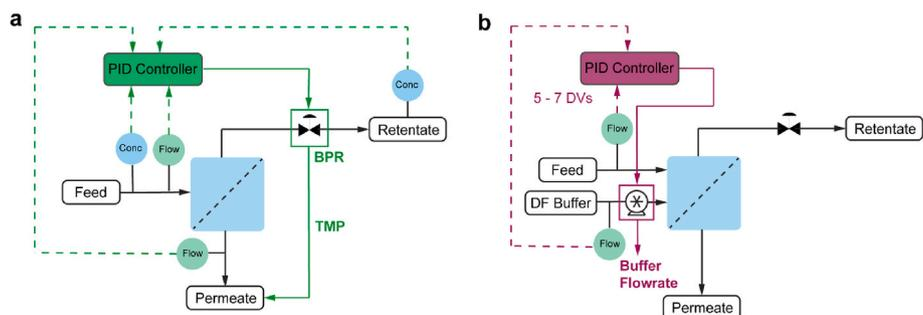 a
PID Controller
Conc
Conc
Flow
Retentate
BPR
Feed
TMP
Flow
Permeate
b
PID Controller
5 - 7 DVs
Flow
Retentate
Feed
DF Buffer
Flow
Buffer
Flowrate
Permeate